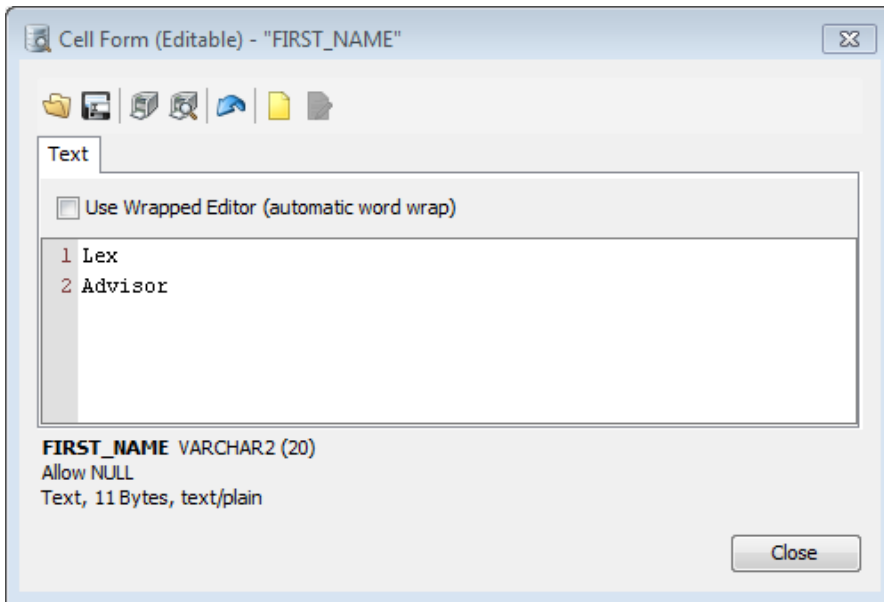 Cell Form (Editable) - "FIRST_NAME"
Text
Use Wrapped Editor (automatic word wrap)
1 Lex
2 Advisor
FIRST_NAME VARCHAR2 (20)
Allow NULL
Text, 11 Bytes, text/plain
Close